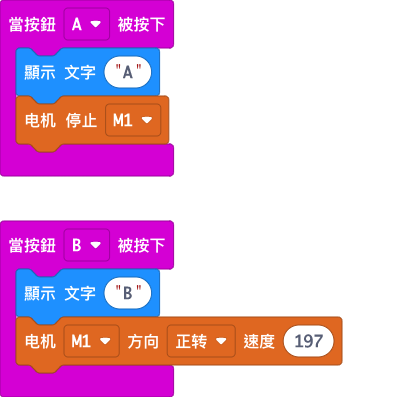 當按鈕 A 被按下
顯示 文字 "A"
电机 停止 M1
當按鈕 B 被按下
顯示 文字 "B"
电机 M1 方向 正转 速度 197